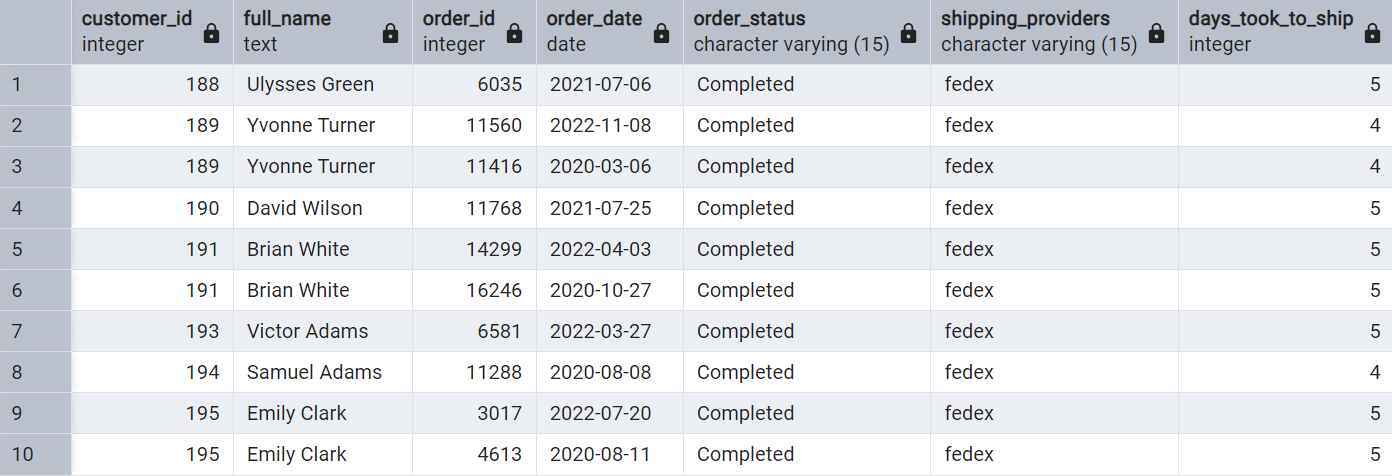 customer_id full_name order_id order_date order_status shipping_providers days_took_to_ship
integer text integer date character varying (15) character varying (15) integer
1 188 Ulysses Green 6035 2021-07-06 Completed fedex 5
2 189 Yvonne Turner 11560 2022-11-08 Completed fedex 4
3 189 Yvonne Turner 11416 2020-03-06 Completed fedex 4
4 190 David Wilson 11768 2021-07-25 Completed fedex 5
5 191 Brian White 14299 2022-04-03 Completed fedex 5
6 191 Brian White 16246 2020-10-27 Completed fedex 5
7 193 Victor Adams 6581 2022-03-27 Completed fedex 5
8 194 Samuel Adams 11288 2020-08-08 Completed fedex 4
9 195 Emily Clark 3017 2022-07-20 Completed fedex 5
10 195 Emily Clark 4613 2020-08-11 Completed fedex 5